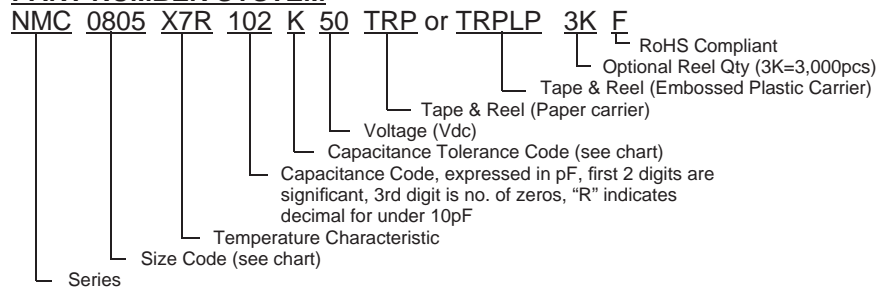 NMC 0805 X7R 102 K 50 TRP or TRPLP 3K F
RoHS Compliant
Optional Reel Qty (3K=3,000pcs)
Tape & Reel (Embossed Plastic Carrier)
Tape & Reel (Paper carrier)
Voltage (Vdc)
Capacitance Tolerance Code (see chart)
Capacitance Code, expressed in pF, first 2 digits are
significant, 3rd digit is no. of zeros, “R” indicates
decimal for under 10pF
Temperature Characteristic
Size Code (see chart)
Series